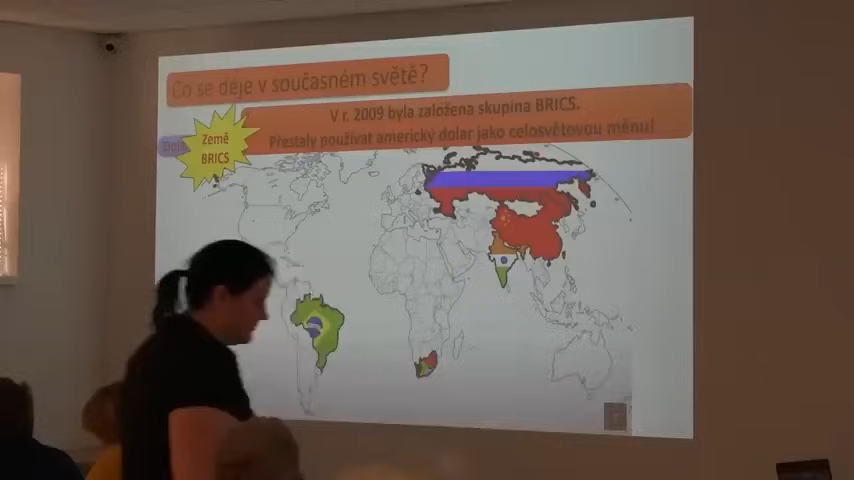 Co se děje v současném světě?
V r. 2009 byla založena skupina BRICS.
Přestaly používat americký dolar jako celosvětovou měnu!
Země
BRICS